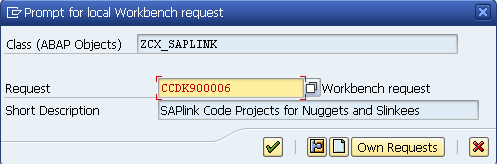 Prompt for local Workbench request
Class (ABAP Objects) ZCX_SAPLINK
Request CCDK900006 Workbench request
Short Description SAPlink Code Projects for Nuggets and Slinkees
Own Requests